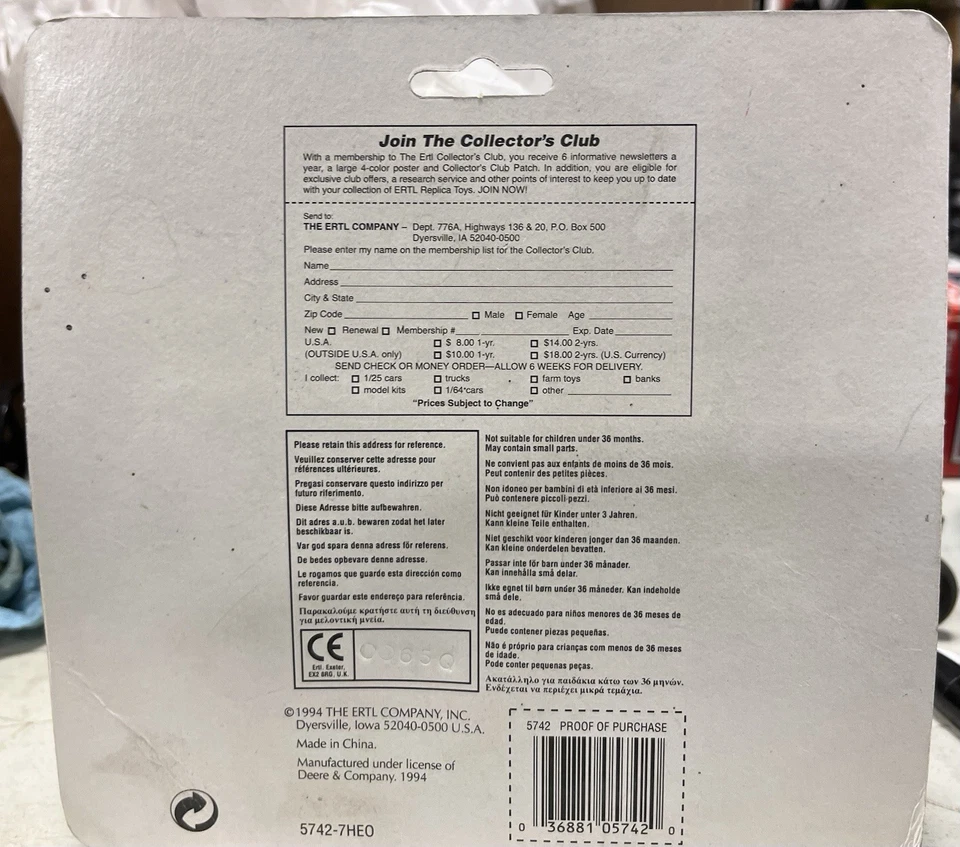 Join The Collector's Club
With a membership to The Ertl Collector's Club, you receive 6 informative newsletters a
year, a large 4-color poster and Collector's Club Patch. In addition, you are eligible for
exclusive club offers, a research service and other points of interest to keep you up to date
with your collection of ERTL Replica Toys. JOIN NOW!
Send to:
THE ERTL COMPANY – Dept. 776A, Highways 136 & 20, P.O. Box 500
Dyersville, IA 52040-0500
Please enter my name on the membership list for the Collector's Club.
Name
Address
City & State
Zip Code Male Female Age
New Renewal Membership # Exp. Date
U.S.A. $ 8.00 1-yr. $14.00 2-yrs.
(OUTSIDE U.S.A. only) $10.00 1-yr. $18.00 2-yrs. (U.S. Currency)
SEND CHECK OR MONEY ORDER—ALLOW 6 WEEKS FOR DELIVERY.
I collect: 1/25 cars trucks farm toys banks
model kits 1/64 cars other
"Prices Subject to Change"
Please retain this address for reference.
Veuillez conserver cette adresse pour
références ultérieures.
Pregasi conservare questo indirizzo per
futuro riferimento.
Diese Adresse bitte aufbewahren.
Dit adres a.u.b. bewaren zodat het later
beschikbaar is.
Var god spara denna adress för referens.
De bedes opbevare denne adresse.
Le rogamos que guarde esta dirección como
referencia.
Favor guardar este endereço para referência.
Παρακαλούμε κρατήστε αυτή τη διεύθυνση
για μελοντική μνεία.
CE
Ertl. Exeter,
EX2 8RG. U.K.
Not suitable for children under 36 months.
May contain small parts.
Ne convient pas aux enfants de moins de 36 mois.
Peut contenir des petites pièces.
Non idoneo per bambini di età inferiore ai 36 mesi.
Può contenere piccoli pezzi.
Nicht geeignet für Kinder unter 3 Jahren.
Kann kleine Teile enthalten.
Niet geschikt voor kinderen jonger dan 36 maanden.
Kan kleine onderdelen bevatten.
Passar inte för barn under 36 månader.
Kan innehålla små delar.
Ikke egnet til børn under 36 måneder. Kan indeholde
små dele.
No es adecuado para niños menores de 36 meses de
edad.
Puede contener piezas pequeñas.
Não é próprio para crianças com menos de 36 meses
de idade.
Pode conter pequenas peças.
Ακατάλληλο για παιδάκια κάτω των 36 μηνών.
Ενδέχεται να περιέχει μικρά τεμάχια.
©1994 THE ERTL COMPANY, INC.
Dyersville, Iowa 52040-0500 U.S.A.
Made in China.
Manufactured under license of
Deere & Company. 1994
5742-7HEO
5742 PROOF OF PURCHASE
0 36881 05742 0